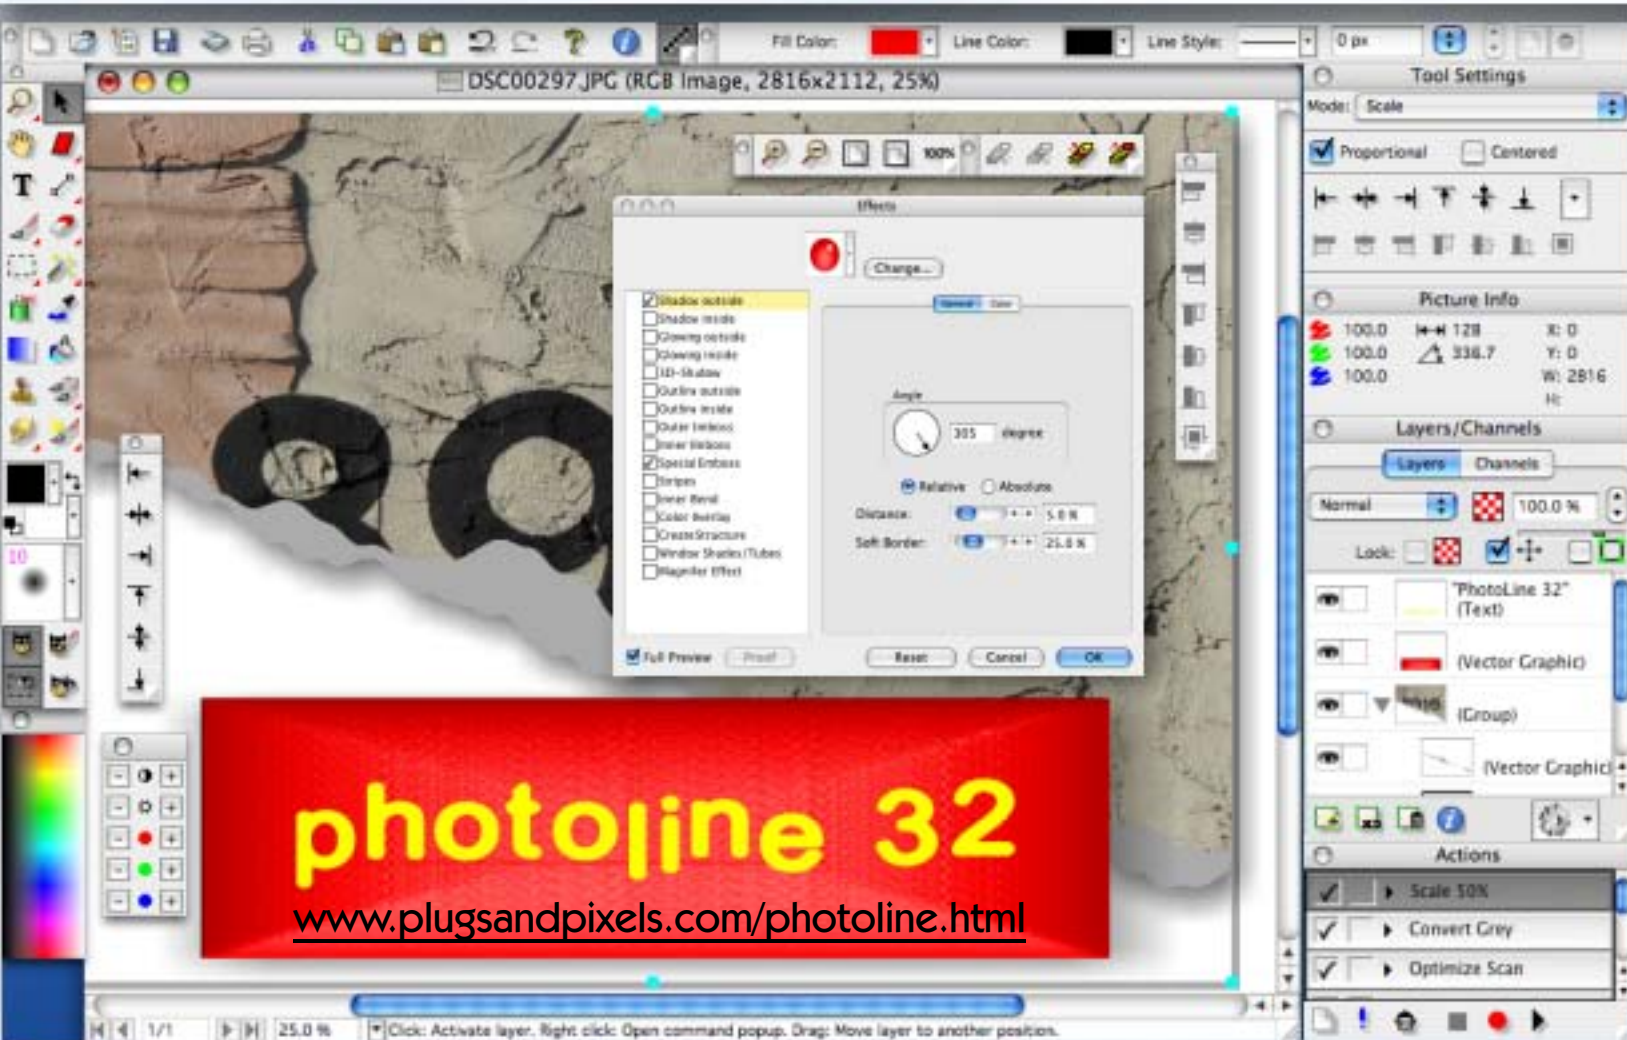 Fill Color:
Line Color:
Line Style:
0 px
DSC00297.JPG (RGB Image, 2816x2112, 25%)
100%
T
10
Effects
Change...
Shadow outside
Shadow inside
Glowing outside
Glowing inside
3D-Shadow
Outline outside
Outline inside
Outer Emboss
Inner Emboss
Special Emboss
Stripes
Inner Bend
Color Overlay
Create Structure
Window Shades/Tubes
Magnifier Effect
General Color
Angle
305 degree
Relative Absolute
Distance: 5.0 %
Soft Border: 25.0 %
Full Preview Proof
Reset Cancel OK
photoline 32
www.plugsandpixels.com/photoline.html
1/1
25.0 %
Click: Activate layer. Right click: Open command popup. Drag: Move layer to another position.
Tool Settings
Mode: Scale
Proportional Centered
Picture Info
100.0 128 X: 0
100.0 336.7 Y: 0
100.0 W: 2816
H:
Layers/Channels
Layers Channels
Normal 100.0 %
Lock:
"PhotoLine 32"
(Text)
(Vector Graphic)
(Group)
(Vector Graphic)
Actions
Scale 50%
Convert Grey
Optimize Scan